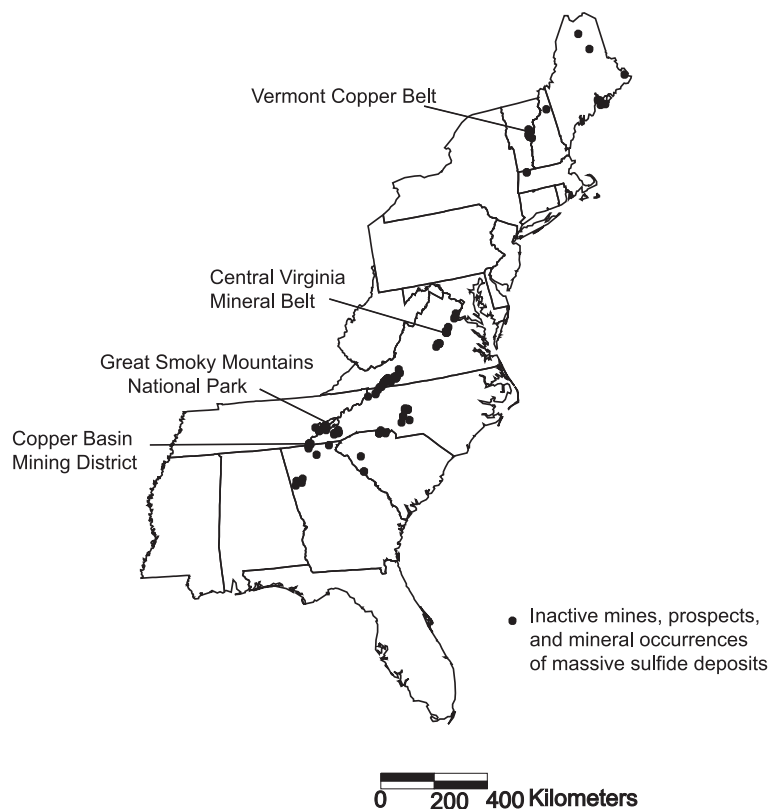 Vermont Copper Belt
Central Virginia
Mineral Belt
Great Smoky Mountains
National Park
Copper Basin
Mining District
Inactive mines, prospects,
and mineral occurrences
of massive sulfide deposits
0 200 400 Kilometers